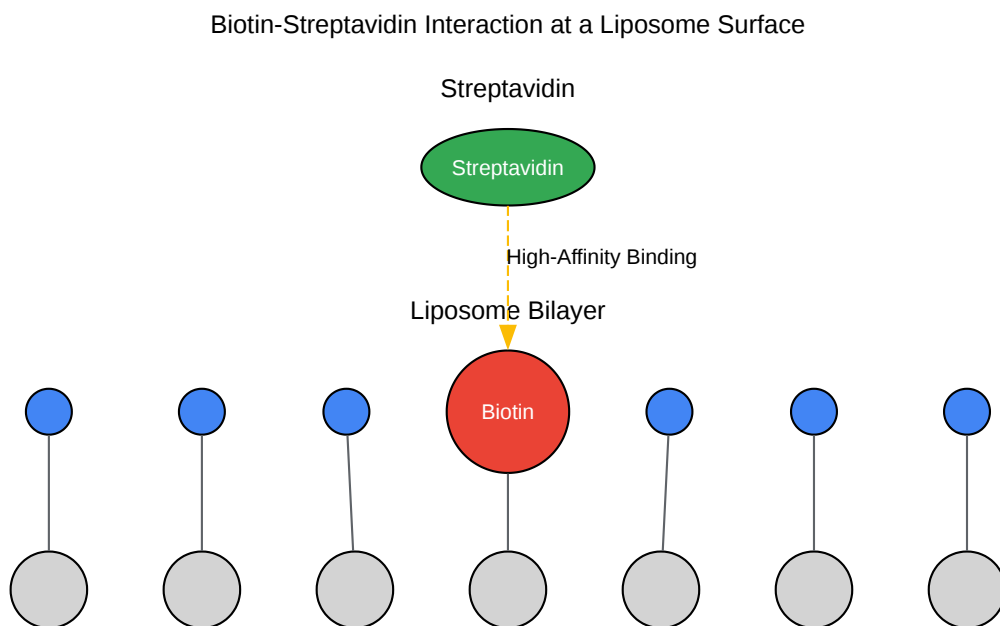 Biotin-Streptavidin Interaction at a Liposome Surface
Streptavidin
Streptavidin
High-Affinity Binding
Liposome Bilayer
Biotin